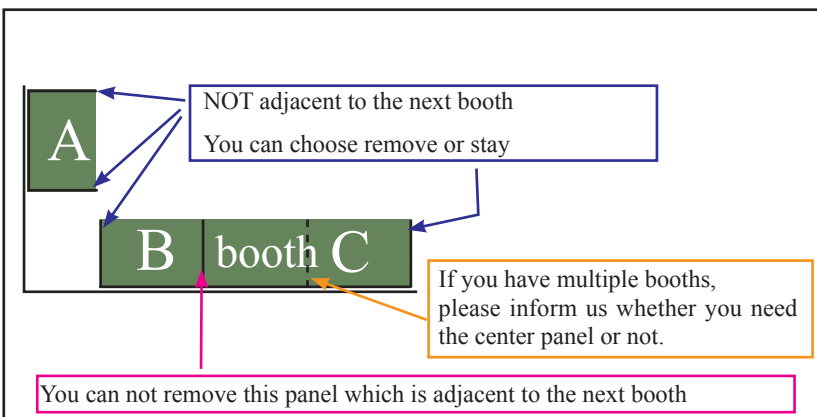 A
NOT adjacent to the next booth
You can choose remove or stay
B booth C
If you have multiple booths,
please inform us whether you need
the center panel or not.
You can not remove this panel which is adjacent to the next booth